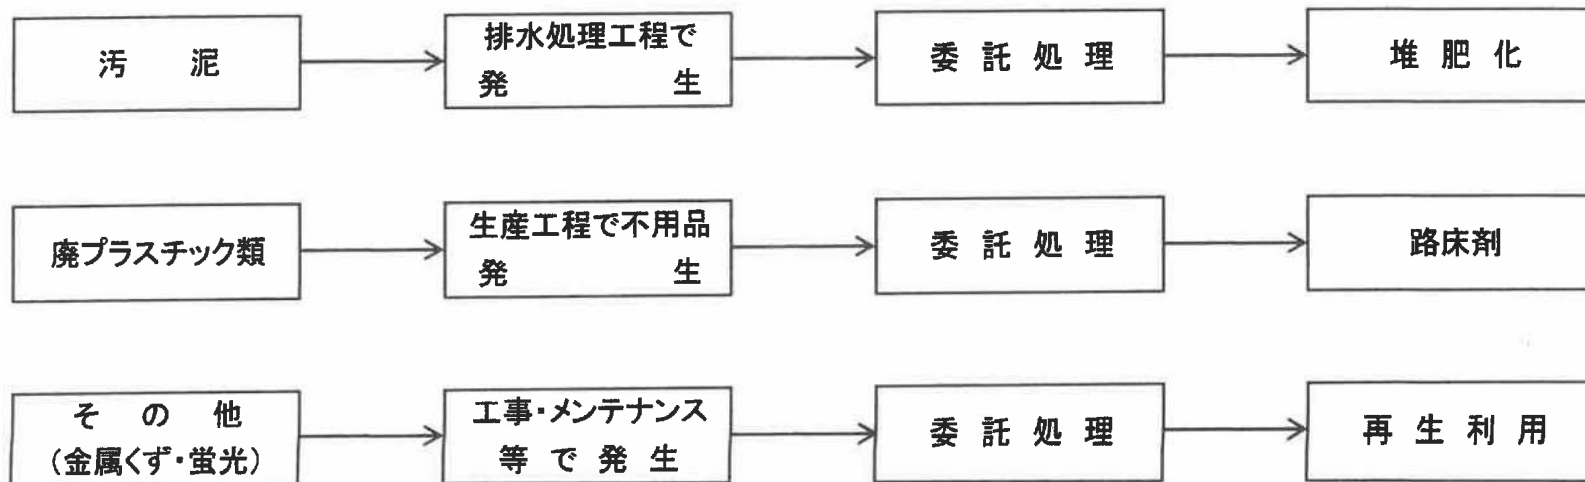 汚泥
排水処理工程で
発生
委託処理
堆肥化
廃プラスチック類
生産工程で不用品
発生
委託処理
路床剤
その他
(金属くず・蛍光)
工事・メンテナンス
等で発生
委託処理
再生利用